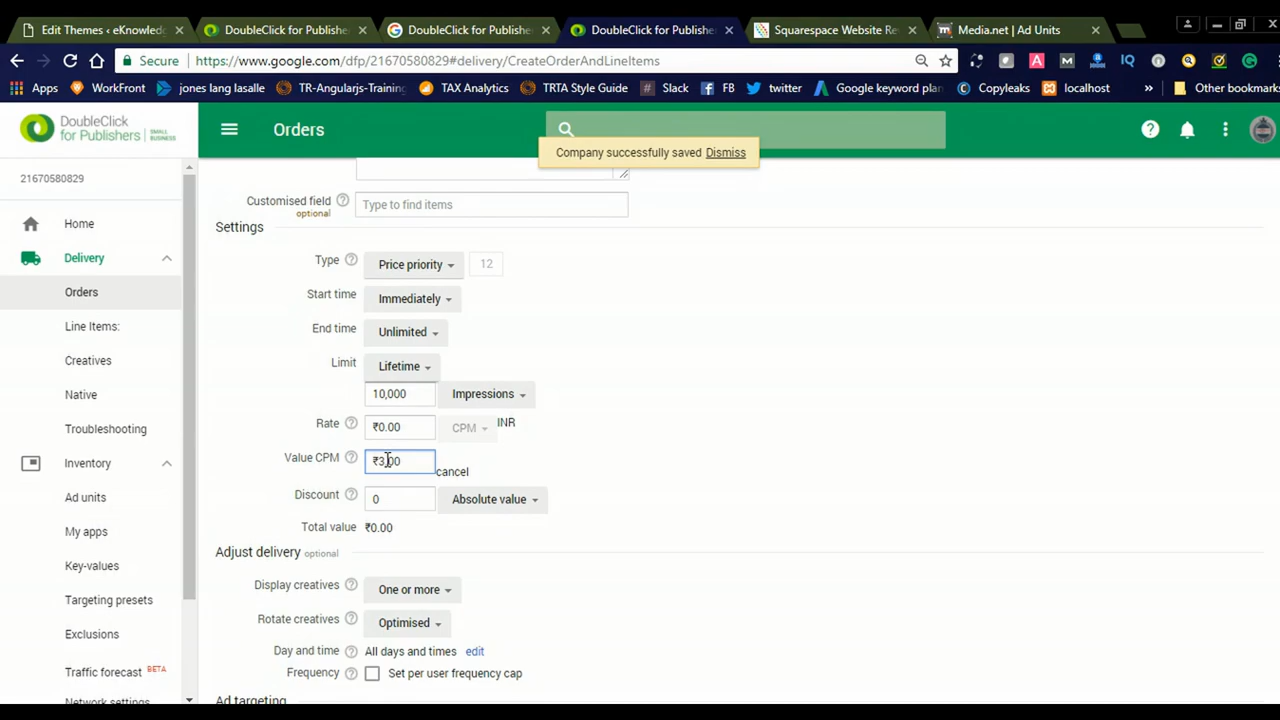 Edit Themes ‹ eKnowled
DoubleClick for Publishe
DoubleClick for Publishe
DoubleClick for Publishe
Squarespace Website Re
Media.net | Ad Units
Secure
https://www.google.com/dfp/21670580829#delivery/CreateOrderAndLineItems
Apps
WorkFront
jones lang lasalle
TR-Angularjs-Training
TAX Analytics
TRTA Style Guide
Slack
FB
twitter
Google keyword plan
Copyleaks
localhost
»
Other bookmarks
DoubleClick
for Publishers
SMALL
BUSINESS
Orders
Company successfully saved Dismiss
21670580829
Home
Delivery
Orders
Line Items:
Creatives
Native
Troubleshooting
Inventory
Ad units
My apps
Key-values
Targeting presets
Exclusions
Traffic forecast BETA
Network settings
Customised field
optional
Type to find items
Settings
Type
Price priority
12
Start time
Immediately
End time
Unlimited
Limit
Lifetime
10,000
Impressions
Rate
₹0.00
CPM
INR
Value CPM
₹3.00
cancel
Discount
0
Absolute value
Total value
₹0.00
Adjust delivery optional
Display creatives
One or more
Rotate creatives
Optimised
Day and time
All days and times
edit
Frequency
Set per user frequency cap
Ad targeting